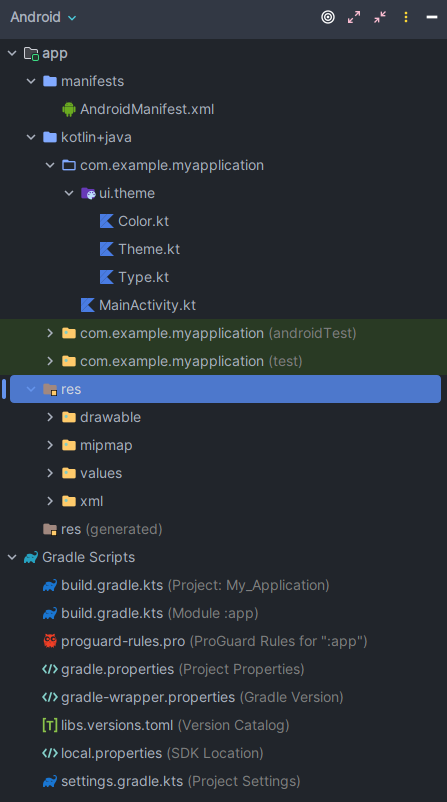 Android
app
manifests
AndroidManifest.xml
kotlin+java
com.example.myapplication
ui.theme
Color.kt
Theme.kt
Type.kt
MainActivity.kt
com.example.myapplication (androidTest)
com.example.myapplication (test)
res
drawable
mipmap
values
xml
res (generated)
Gradle Scripts
build.gradle.kts (Project: My_Application)
build.gradle.kts (Module :app)
proguard-rules.pro (ProGuard Rules for ":app")
gradle.properties (Project Properties)
gradle-wrapper.properties (Gradle Version)
libs.versions.toml (Version Catalog)
local.properties (SDK Location)
settings.gradle.kts (Project Settings)